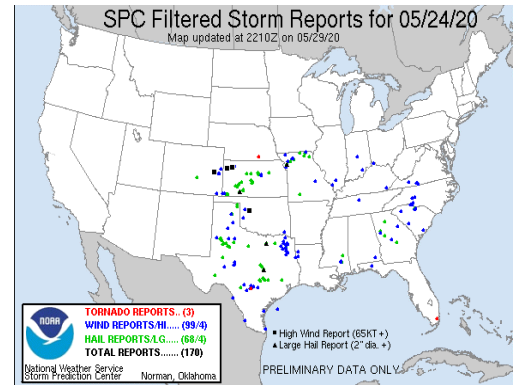 SPC Filtered Storm Reports for 05/24/20
Map updated at 2210Z on 05/29/20
■ High Wind Report (65KT +)
▲ Large Hail Report (2" dia. +)
PRELIMINARY DATA ONLY
NOAA
TORNADO REPORTS.. (3)
WIND REPORTS/HI..... (99/4)
HAIL REPORTS/LG..... (68/4)
TOTAL REPORTS....... (170)
National Weather Service
Storm Prediction Center Norman, Oklahoma